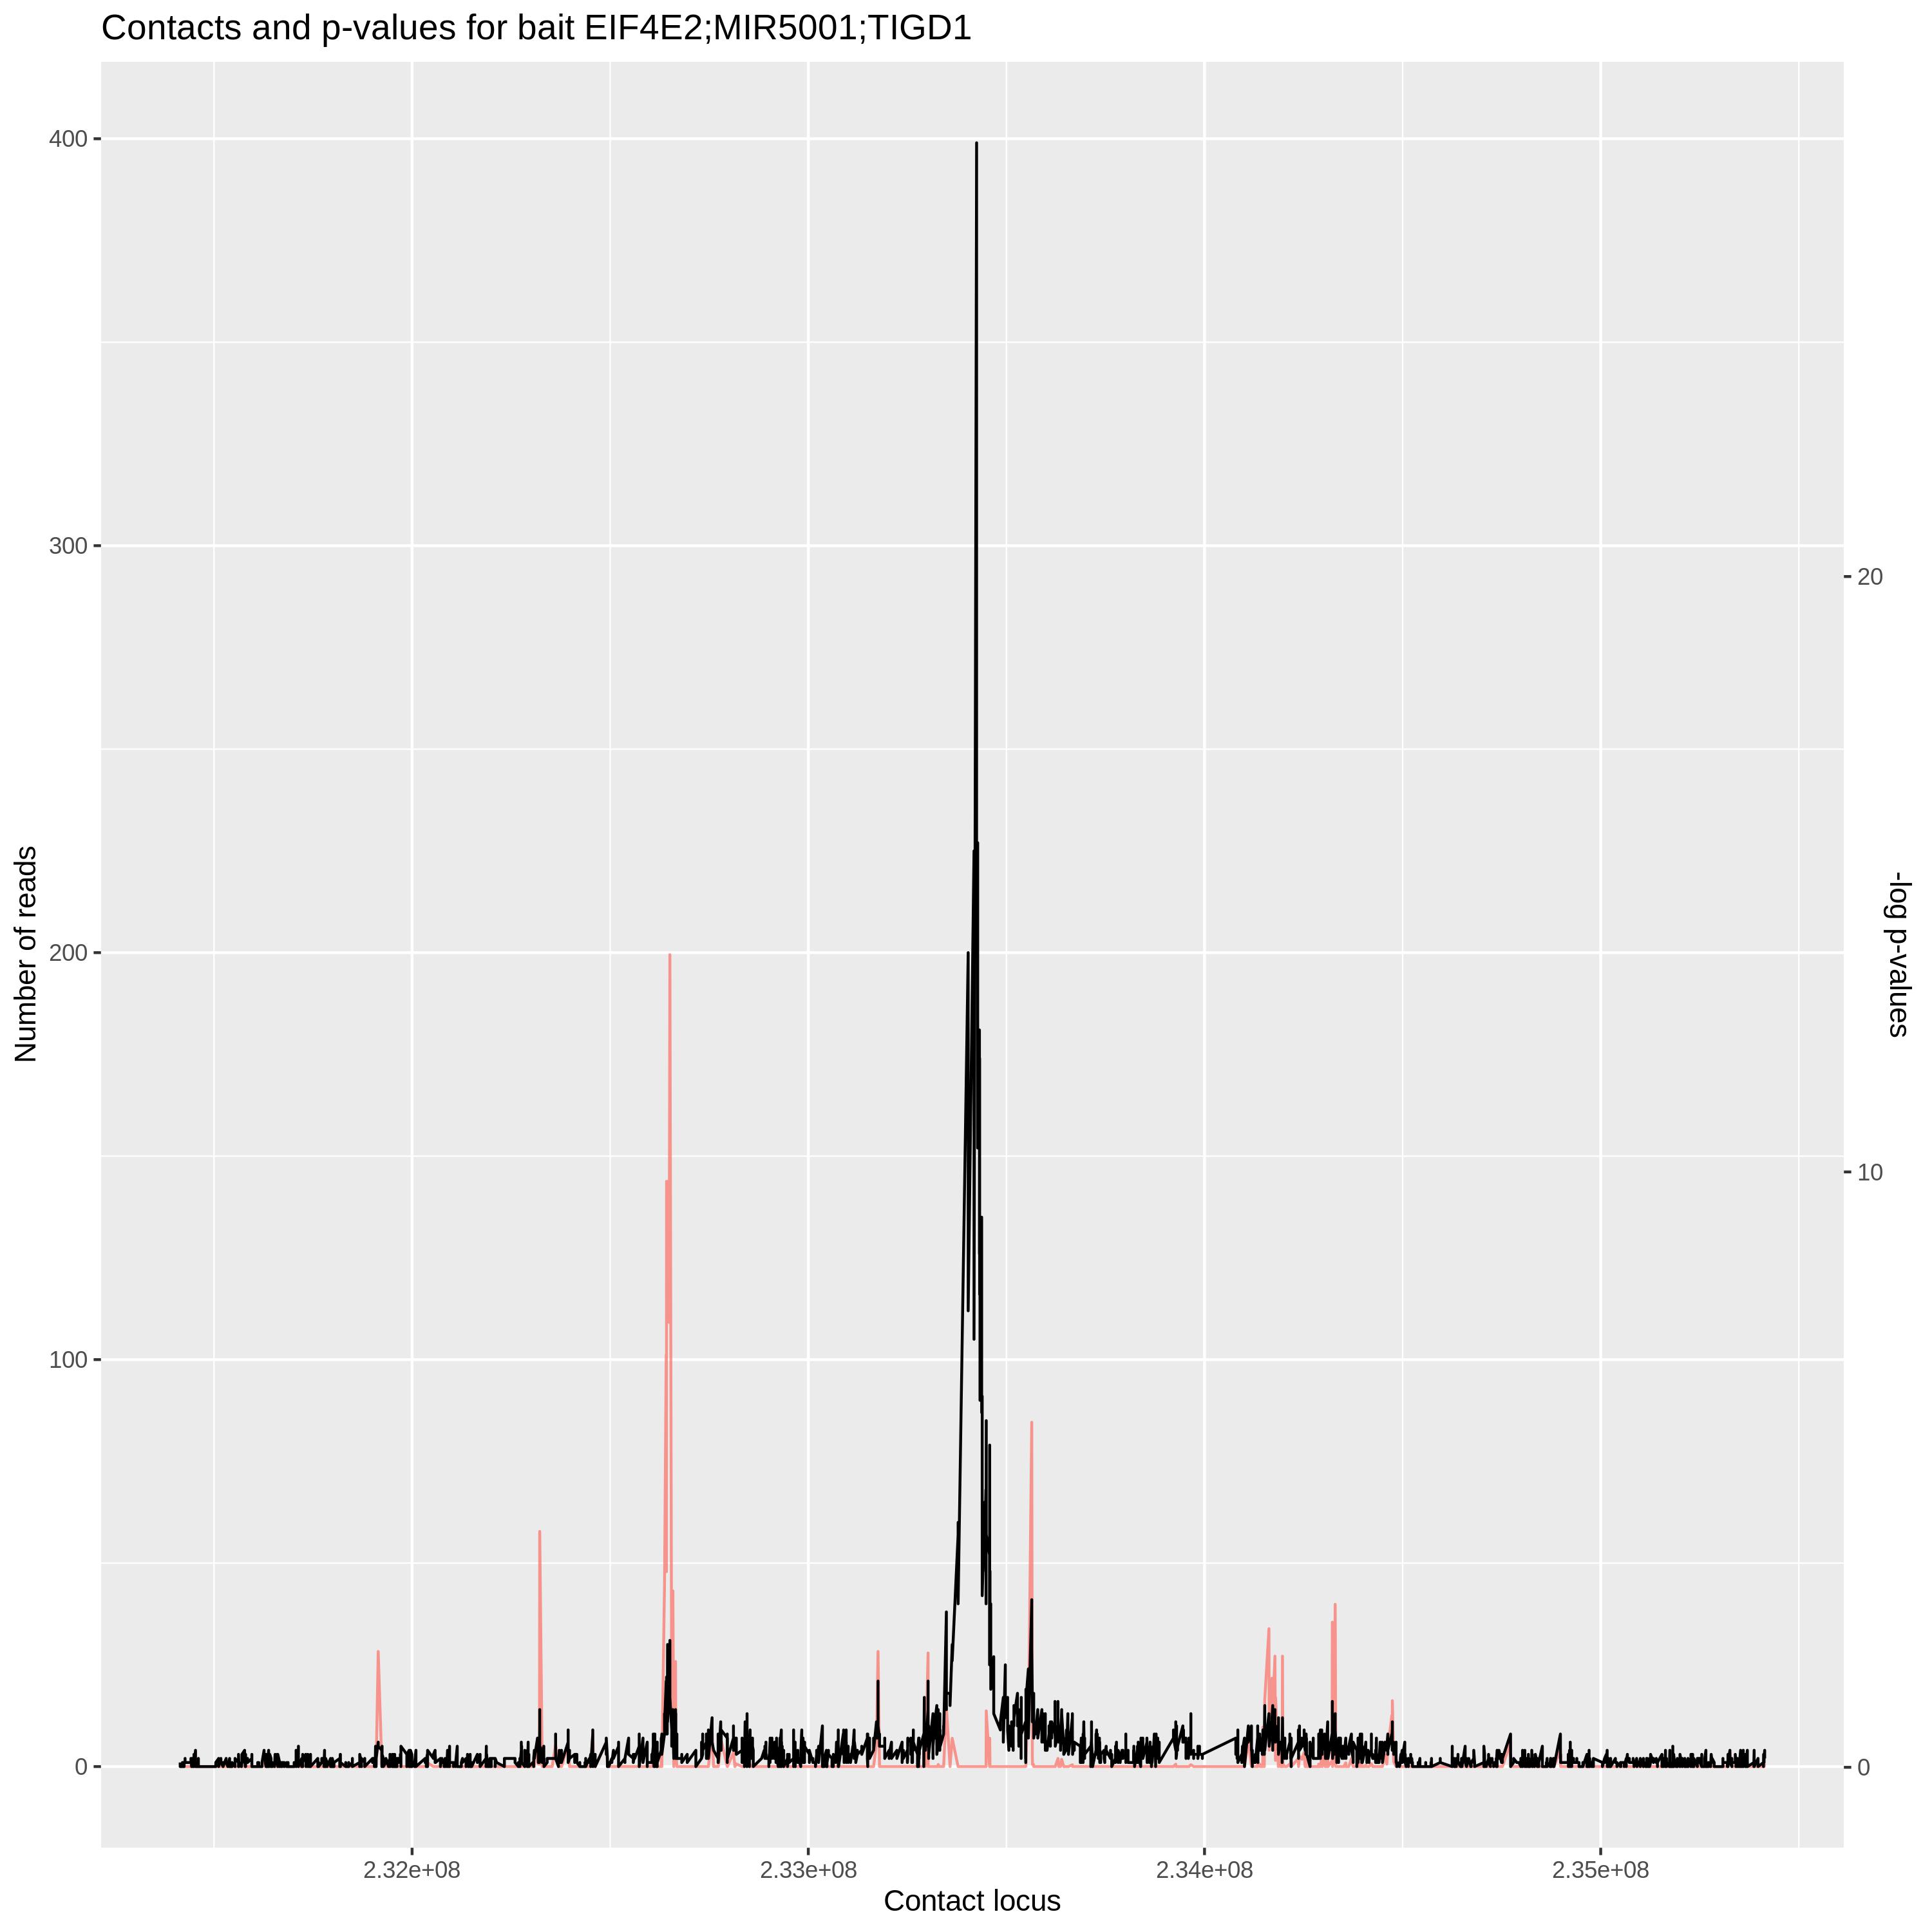 Contacts and p-values for bait EIF4E2;MIR5001;TIGD1
400
300
200
100
0
Number of reads
20
10
0
-log p-values
2.32e+08 2.33e+08 2.34e+08 2.35e+08
Contact locus